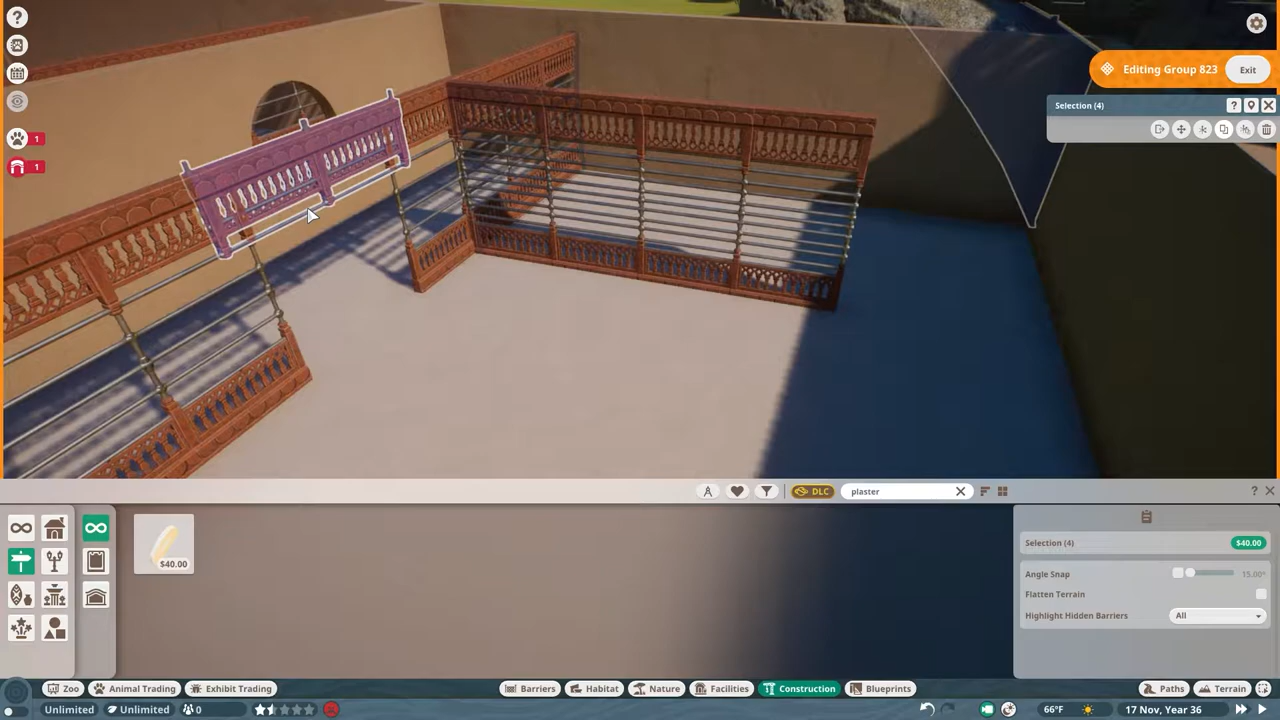 ?
Editing Group 823
Exit
Selection (4)
?
1
1
DLC
plaster
?
$40.00
Selection (4)
$40.00
Angle Snap
15.00°
Flatten Terrain
Highlight Hidden Barriers
All
Zoo
Animal Trading
Exhibit Trading
Barriers
Habitat
Nature
Facilities
Construction
Blueprints
Paths
Terrain
Unlimited
Unlimited
0
66°F
17 Nov, Year 36